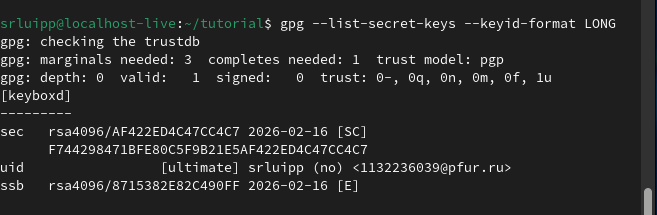 srluipp@localhost-live:~/tutorial$ gpg --list-secret-keys --keyid-format LONG
gpg: checking the trustdb
gpg: marginals needed: 3  completes needed: 1  trust model: pgp
gpg: depth: 0  valid:   1  signed:   0  trust: 0-, 0q, 0n, 0m, 0f, 1u
[keyboxd]
---------
sec   rsa4096/AF422ED4C47CC4C7 2026-02-16 [SC]
      F744298471BFE80C5F9B21E5AF422ED4C47CC4C7
uid                 [ultimate] srluipp (no) <1132236039@pfur.ru>
ssb   rsa4096/8715382E82C490FF 2026-02-16 [E]